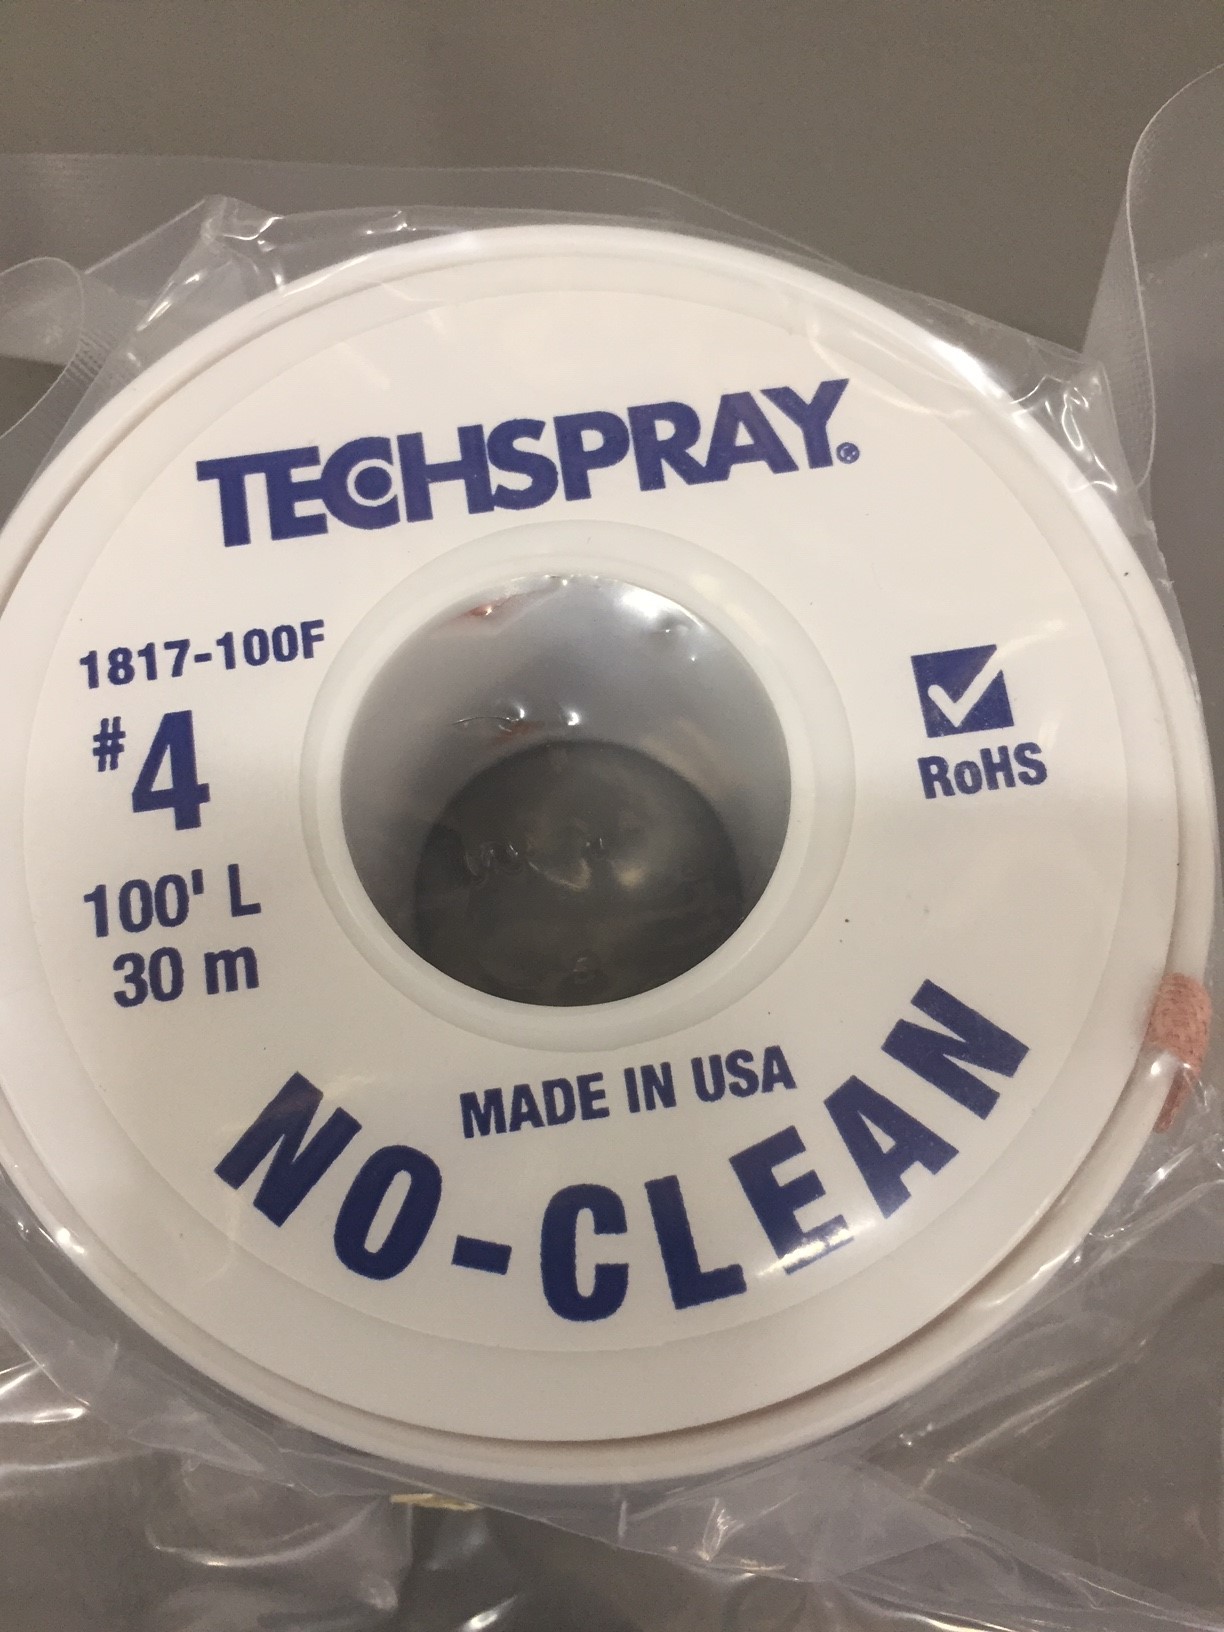 TECHSPRAY®
1817-100F
#4
100' L
30 m
RoHS
MADE IN USA
NO-CLEAN